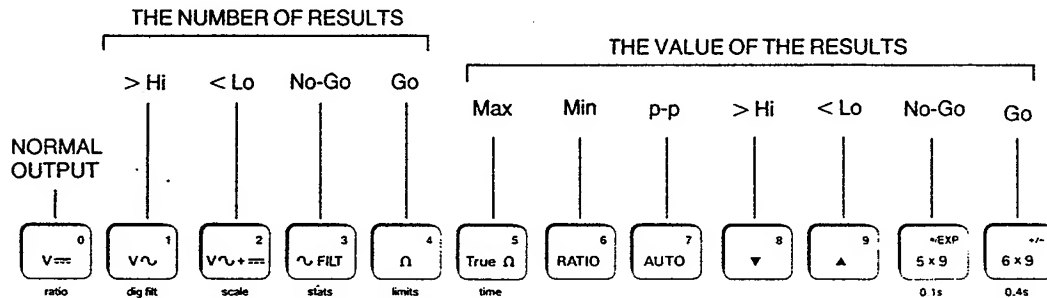 THE NUMBER OF RESULTS
THE VALUE OF THE RESULTS
> Hi < Lo No-Go Go
Max Min p-p > Hi < Lo No-Go Go
NORMAL
OUTPUT
0 1 2 3 4 5 6 7 8 9 •/EXP +/-
V⎓ V∿ V∿+⎓ ∿ FILT Ω True Ω RATIO AUTO ▼ ▲ 5 x 9 6 x 9
ratio dig filt scale stats limits time 0.1s 0.4s